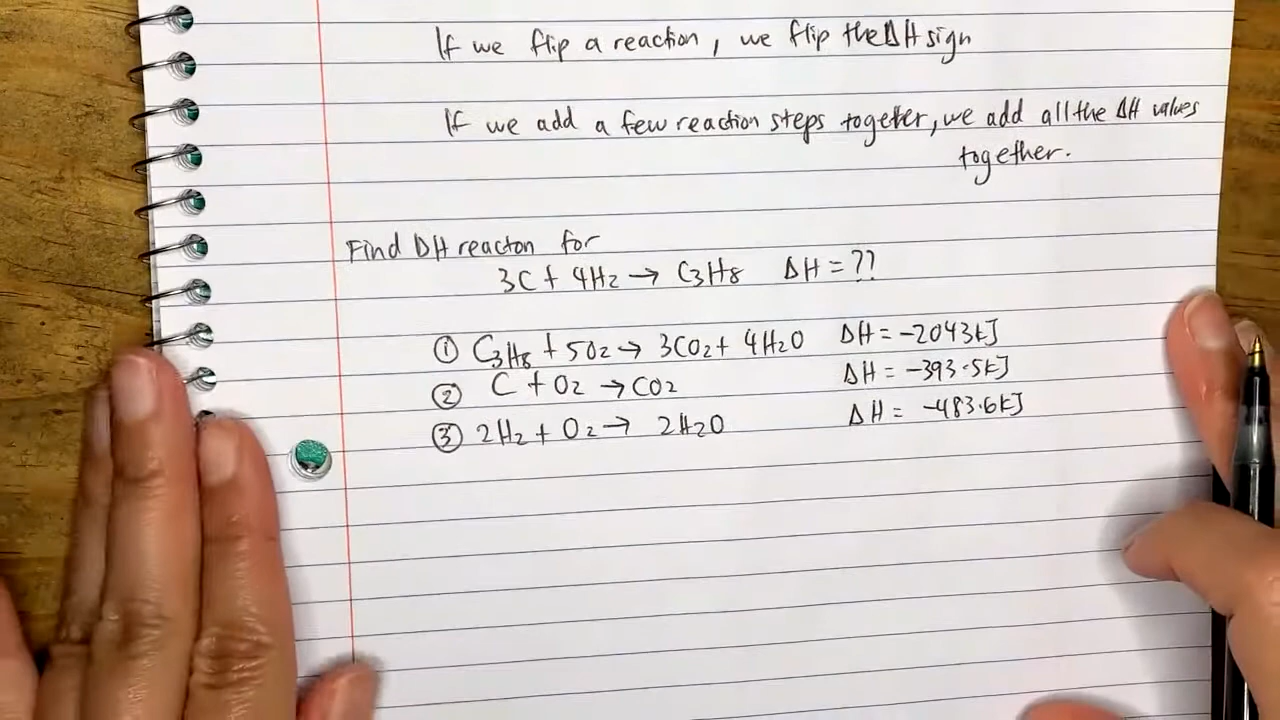 If we flip a reaction, we flip the ΔH sign
If we add a few reaction steps together, we add all the ΔH values
together.
Find ΔH reacton for
3C + 4H₂ → C₃H₈ ΔH = ??
① C₃H₈ + 5O₂ → 3CO₂ + 4H₂O ΔH = -2043kJ
② C + O₂ → CO₂ ΔH = -393.5kJ
③ 2H₂ + O₂ → 2H₂O ΔH = -483.6kJ